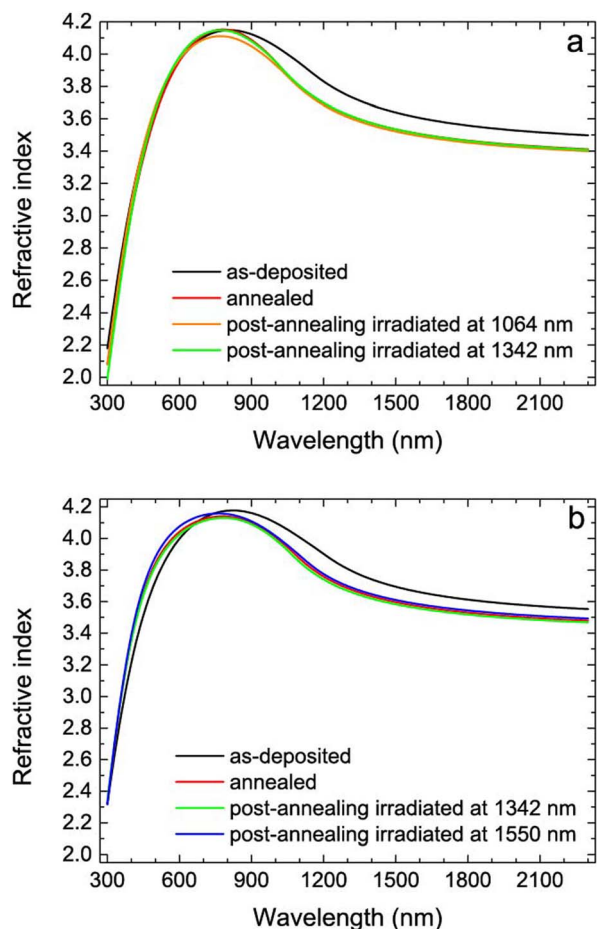 4.2
a
4.0
3.8
3.6
3.4
3.2
3.0
2.8
2.6
2.4
2.2
2.0
Refractive index
as-deposited
annealed
post-annealing irradiated at 1064 nm
post-annealing irradiated at 1342 nm
300 600 900 1200 1500 1800 2100
Wavelength (nm)
4.2
b
4.0
3.8
3.6
3.4
3.2
3.0
2.8
2.6
2.4
2.2
2.0
Refractive index
as-deposited
annealed
post-annealing irradiated at 1342 nm
post-annealing irradiated at 1550 nm
300 600 900 1200 1500 1800 2100
Wavelength (nm)